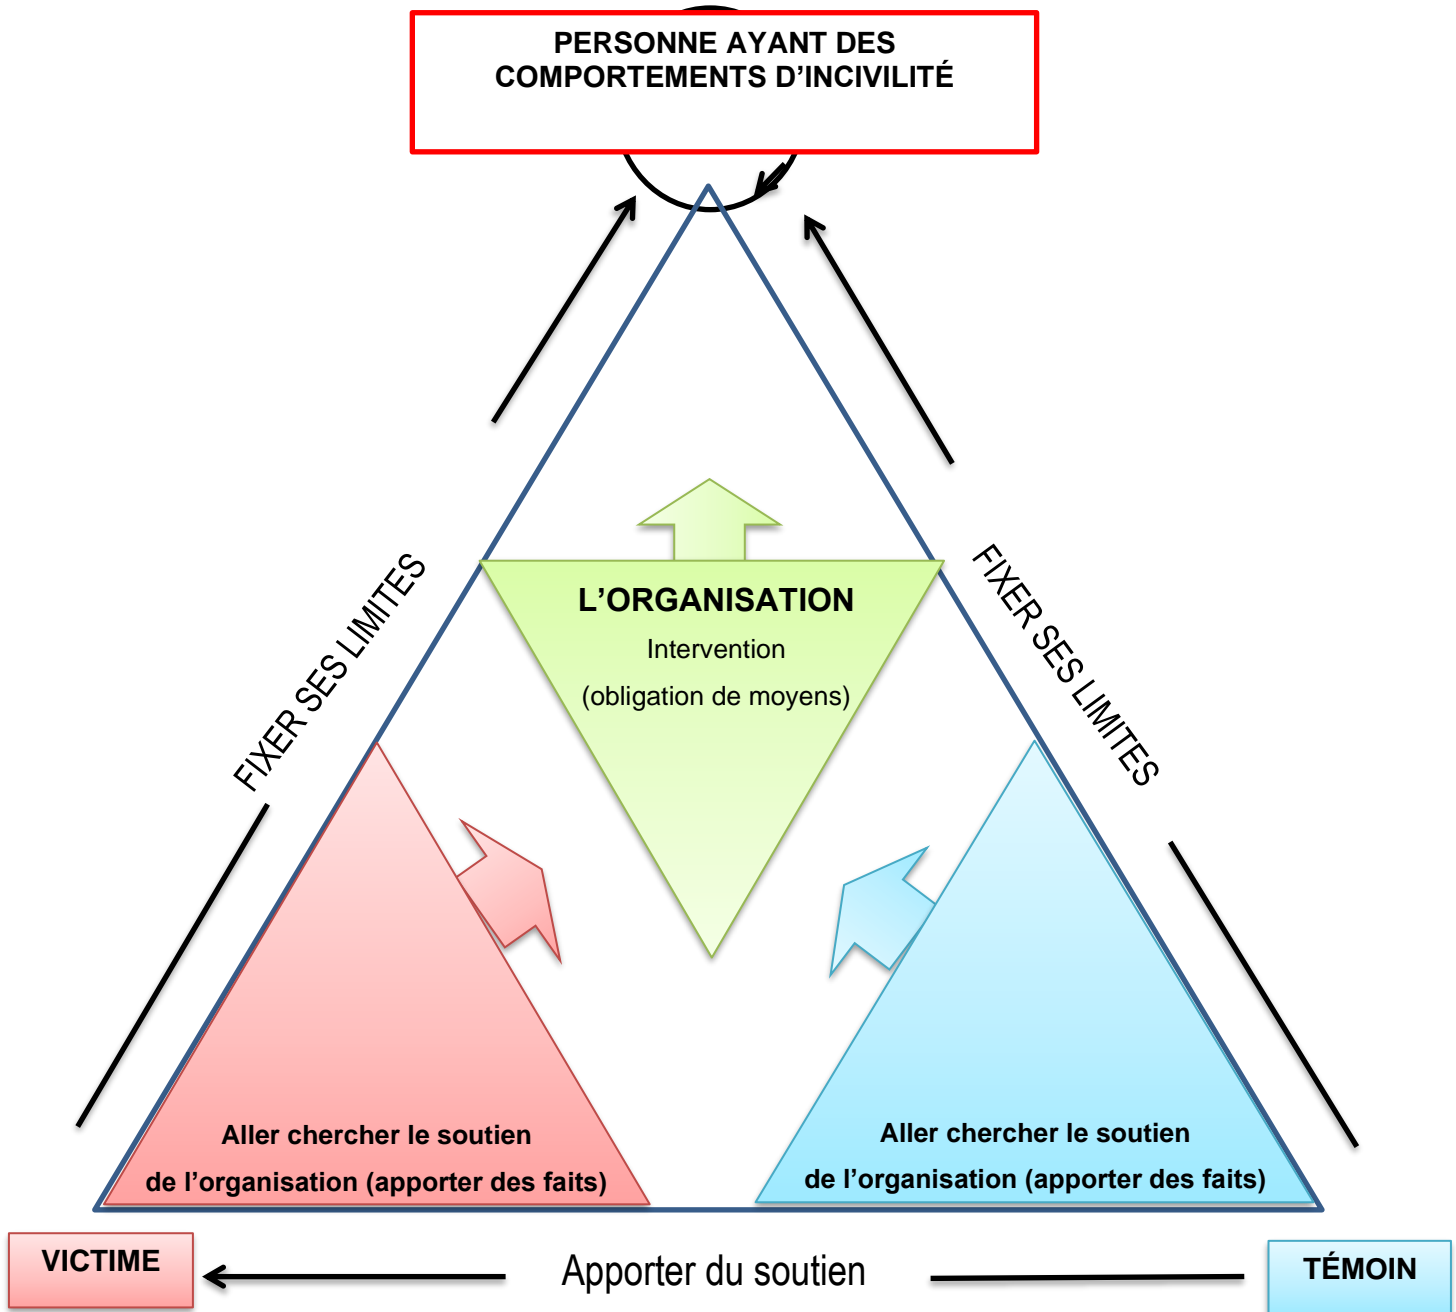 PERSONNE AYANT DES
COMPORTEMENTS D’INCIVILITÉ
FIXER SES LIMITES
FIXER SES LIMITES
L’ORGANISATION
Intervention
(obligation de moyens)
Aller chercher le soutien
de l’organisation (apporter des faits)
Aller chercher le soutien
de l’organisation (apporter des faits)
VICTIME
Apporter du soutien
TÉMOIN